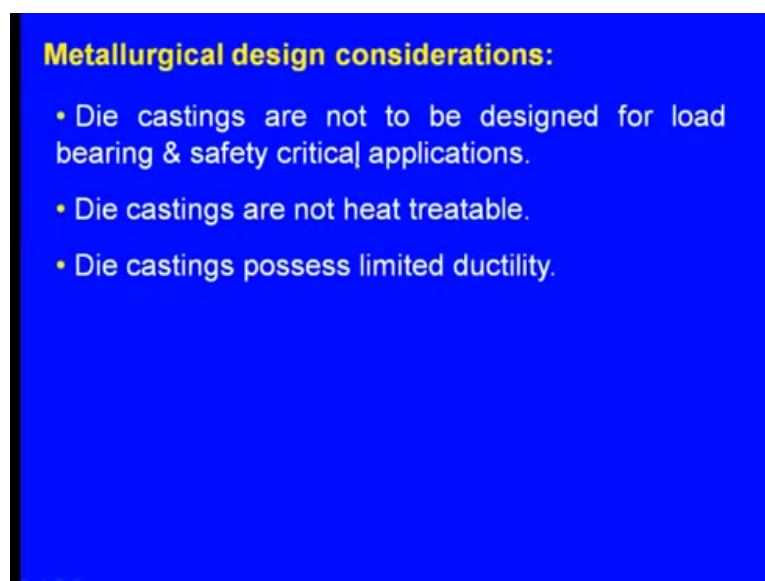 Metallurgical design considerations:
• Die castings are not to be designed for load
bearing & safety critical applications.
• Die castings are not heat treatable.
• Die castings possess limited ductility.